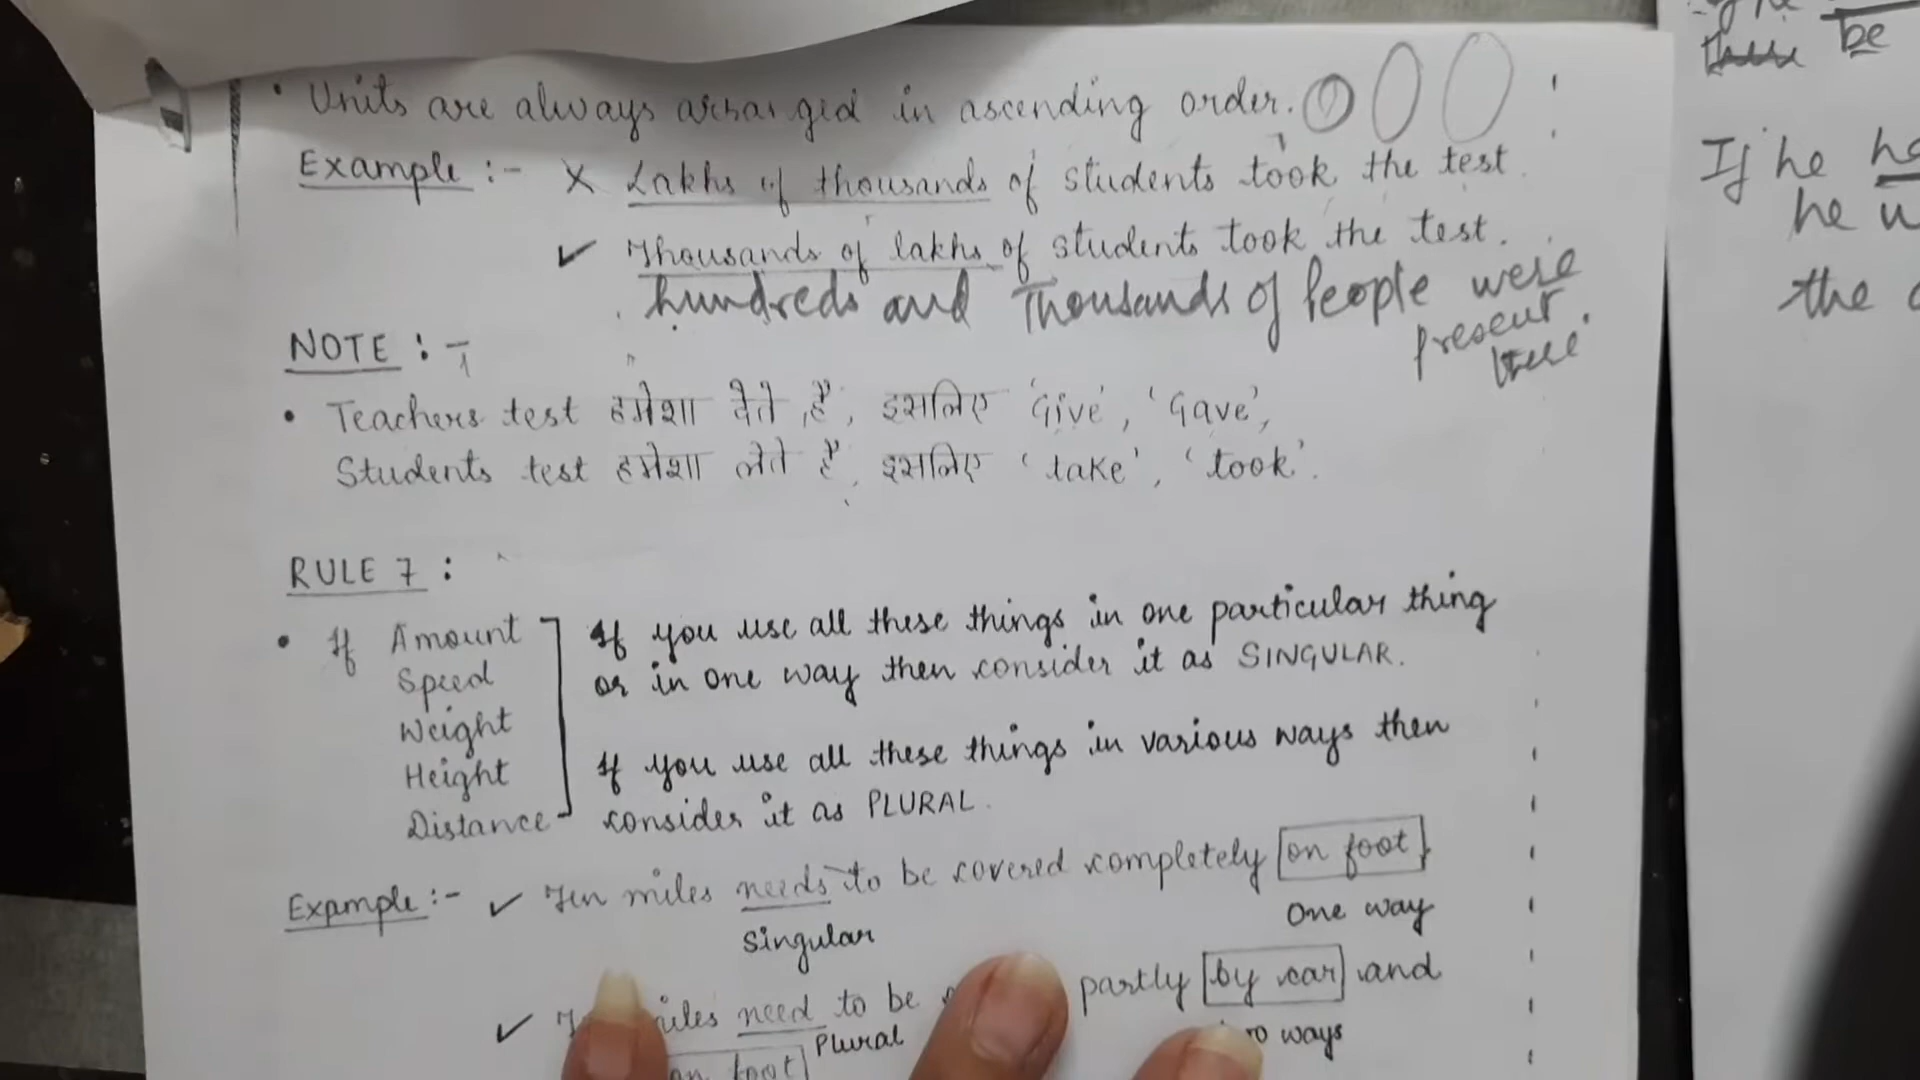 • Units are always arranged in ascending order.
Example :- X Lakhs of thousands of students took the test.
✓ Thousands of lakhs of students took the test.
hundreds and Thousands of People were
present
there.
NOTE :-
• Teachers test हमेशा देते है, इसलिए 'Give', 'Gave',
Students test हमेशा लेते है, इसलिए 'take', 'took'.
RULE 7 :
• If Amount
Speed
Weight
Height
Distance
If you use all these things in one particular thing
or in one way then consider it as SINGULAR.
If you use all these things in various ways then
consider it as PLURAL.
Example :- ✓ Ten miles needs to be covered completely on foot
Singular One way
✓ need to be partly by car and
Plural ways
on foot
be
If he
he
the